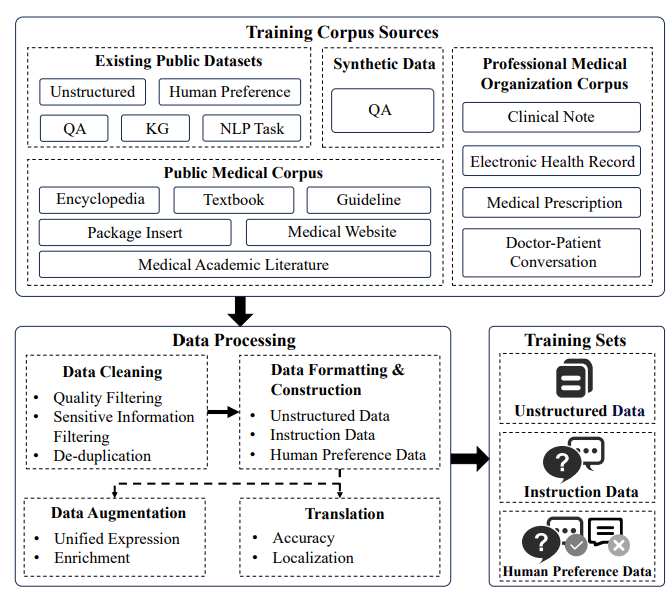 Training Corpus Sources
Existing Public Datasets
Unstructured
Human Preference
QA
KG
NLP Task
Synthetic Data
QA
Professional Medical
Organization Corpus
Clinical Note
Electronic Health Record
Medical Prescription
Doctor-Patient
Conversation
Public Medical Corpus
Encyclopedia
Textbook
Guideline
Package Insert
Medical Website
Medical Academic Literature
Data Processing
Data Cleaning
• Quality Filtering
• Sensitive Information
Filtering
• De-duplication
Data Formatting &
Construction
• Unstructured Data
• Instruction Data
• Human Preference Data
Data Augmentation
• Unified Expression
• Enrichment
Translation
• Accuracy
• Localization
Training Sets
Unstructured Data
?
Instruction Data
?
Human Preference Data